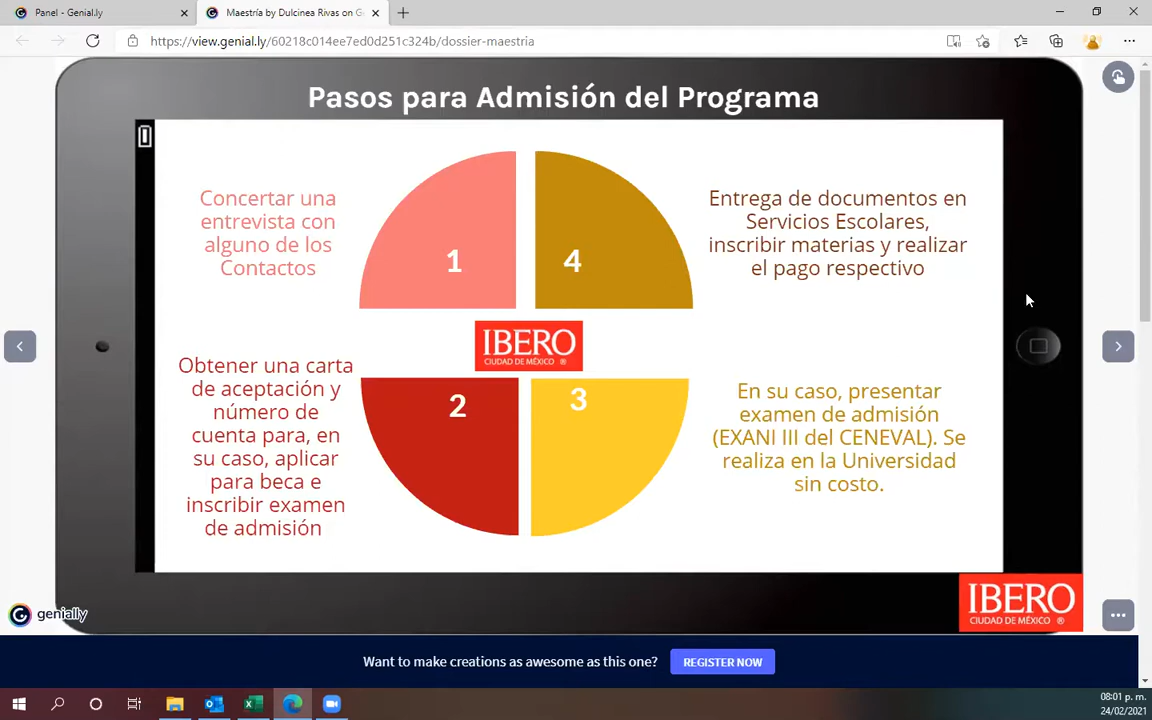 Panel - Genial.ly
Maestría by Dulcinea Rivas on Ge
https://view.genial.ly/60218c014ee7ed0d251c324b/dossier-maestria
Pasos para Admisión del Programa
Concertar una
entrevista con
alguno de los
Contactos
1
4
Entrega de documentos en
Servicios Escolares,
inscribir materias y realizar
el pago respectivo
IBERO
CIUDAD DE MÉXICO ®
Obtener una carta
de aceptación y
número de
cuenta para, en
su caso, aplicar
para beca e
inscribir examen
de admisión
2
3
En su caso, presentar
examen de admisión
(EXANI III del CENEVAL). Se
realiza en la Universidad
sin costo.
IBERO
CIUDAD DE MÉXICO ®
genially
Want to make creations as awesome as this one?
REGISTER NOW
08:01 p. m.
24/02/2021